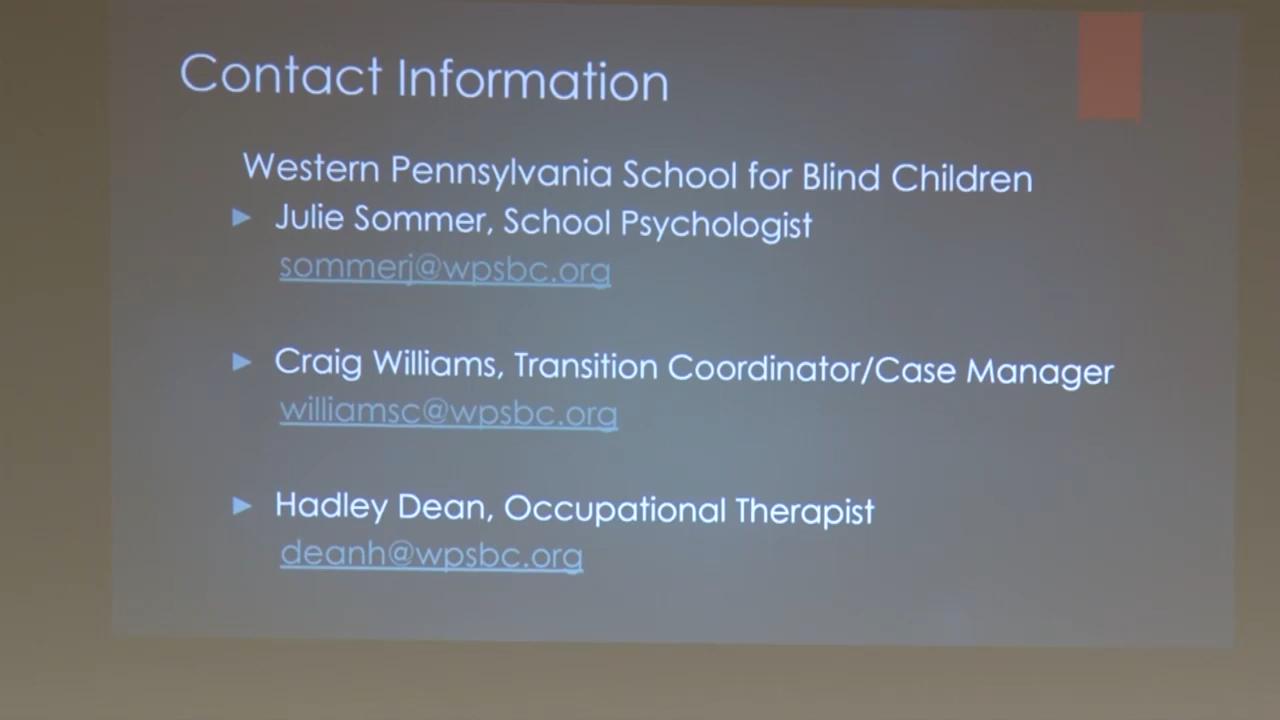 Contact Information
Western Pennsylvania School for Blind Children
Julie Sommer, School Psychologist
sommerj@wpsbc.org
Craig Williams, Transition Coordinator/Case Manager
williamsc@wpsbc.org
Hadley Dean, Occupational Therapist
deanh@wpsbc.org